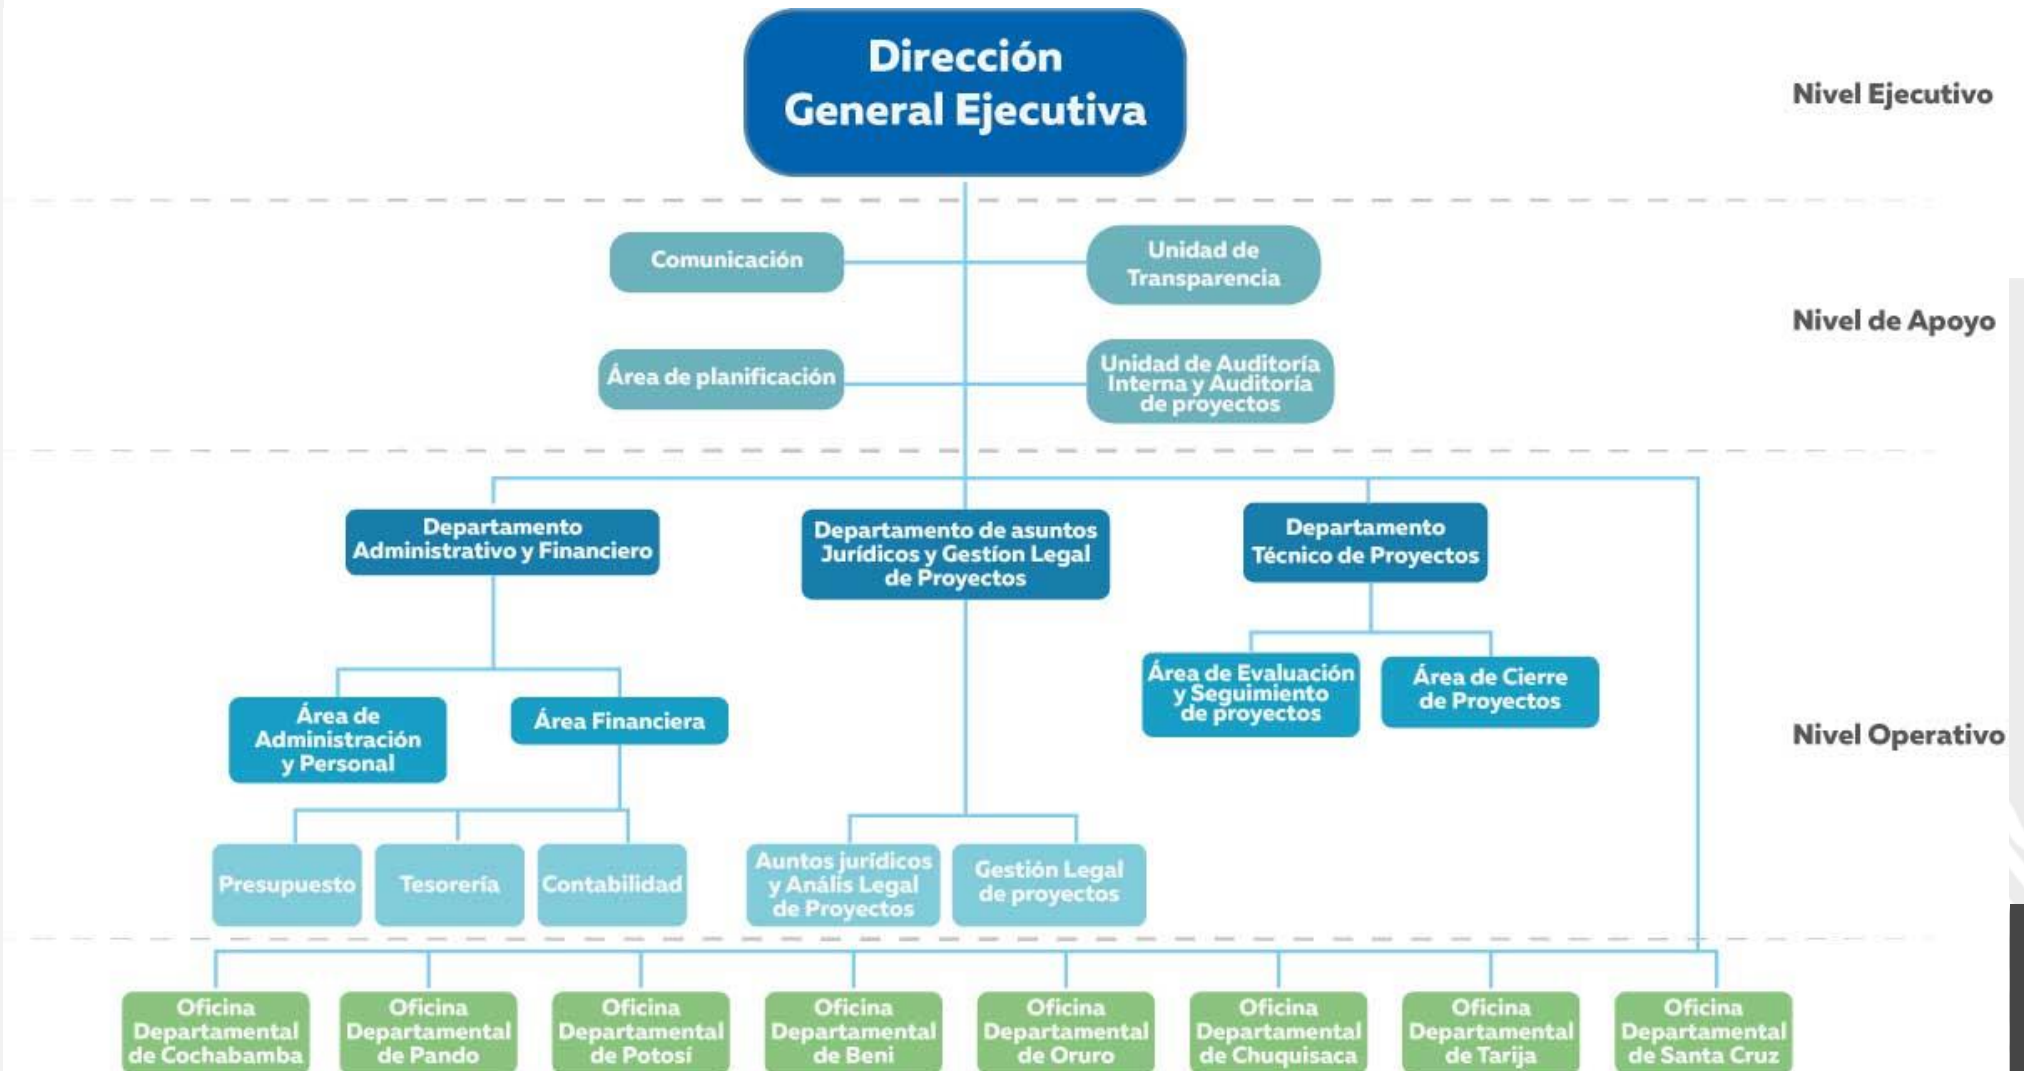 Dirección
General Ejecutiva
Nivel Ejecutivo
Comunicación
Unidad de
Transparencia
Nivel de Apoyo
Área de planificación
Unidad de Auditoría
Interna y Auditoría
de proyectos
Departamento
Administrativo y Financiero
Departamento de asuntos
Jurídicos y Gestíon Legal
de Proyectos
Departamento
Técnico de Proyectos
Área de Evaluación
y Seguimiento
de proyectos
Área de Cierre
de Proyectos
Área de
Administración
y Personal
Área Financiera
Nivel Operativo
Presupuesto
Tesorería
Contabilidad
Auntos jurídicos
y Anális Legal
de Proyectos
Gestión Legal
de proyectos
Oficina
Departamental
de Cochabamba
Oficina
Departamental
de Pando
Oficina
Departamental
de Potosí
Oficina
Departamental
de Beni
Oficina
Departamental
de Oruro
Oficina
Departamental
de Chuquisaca
Oficina
Departamental
de Tarija
Oficina
Departamental
de Santa Cruz